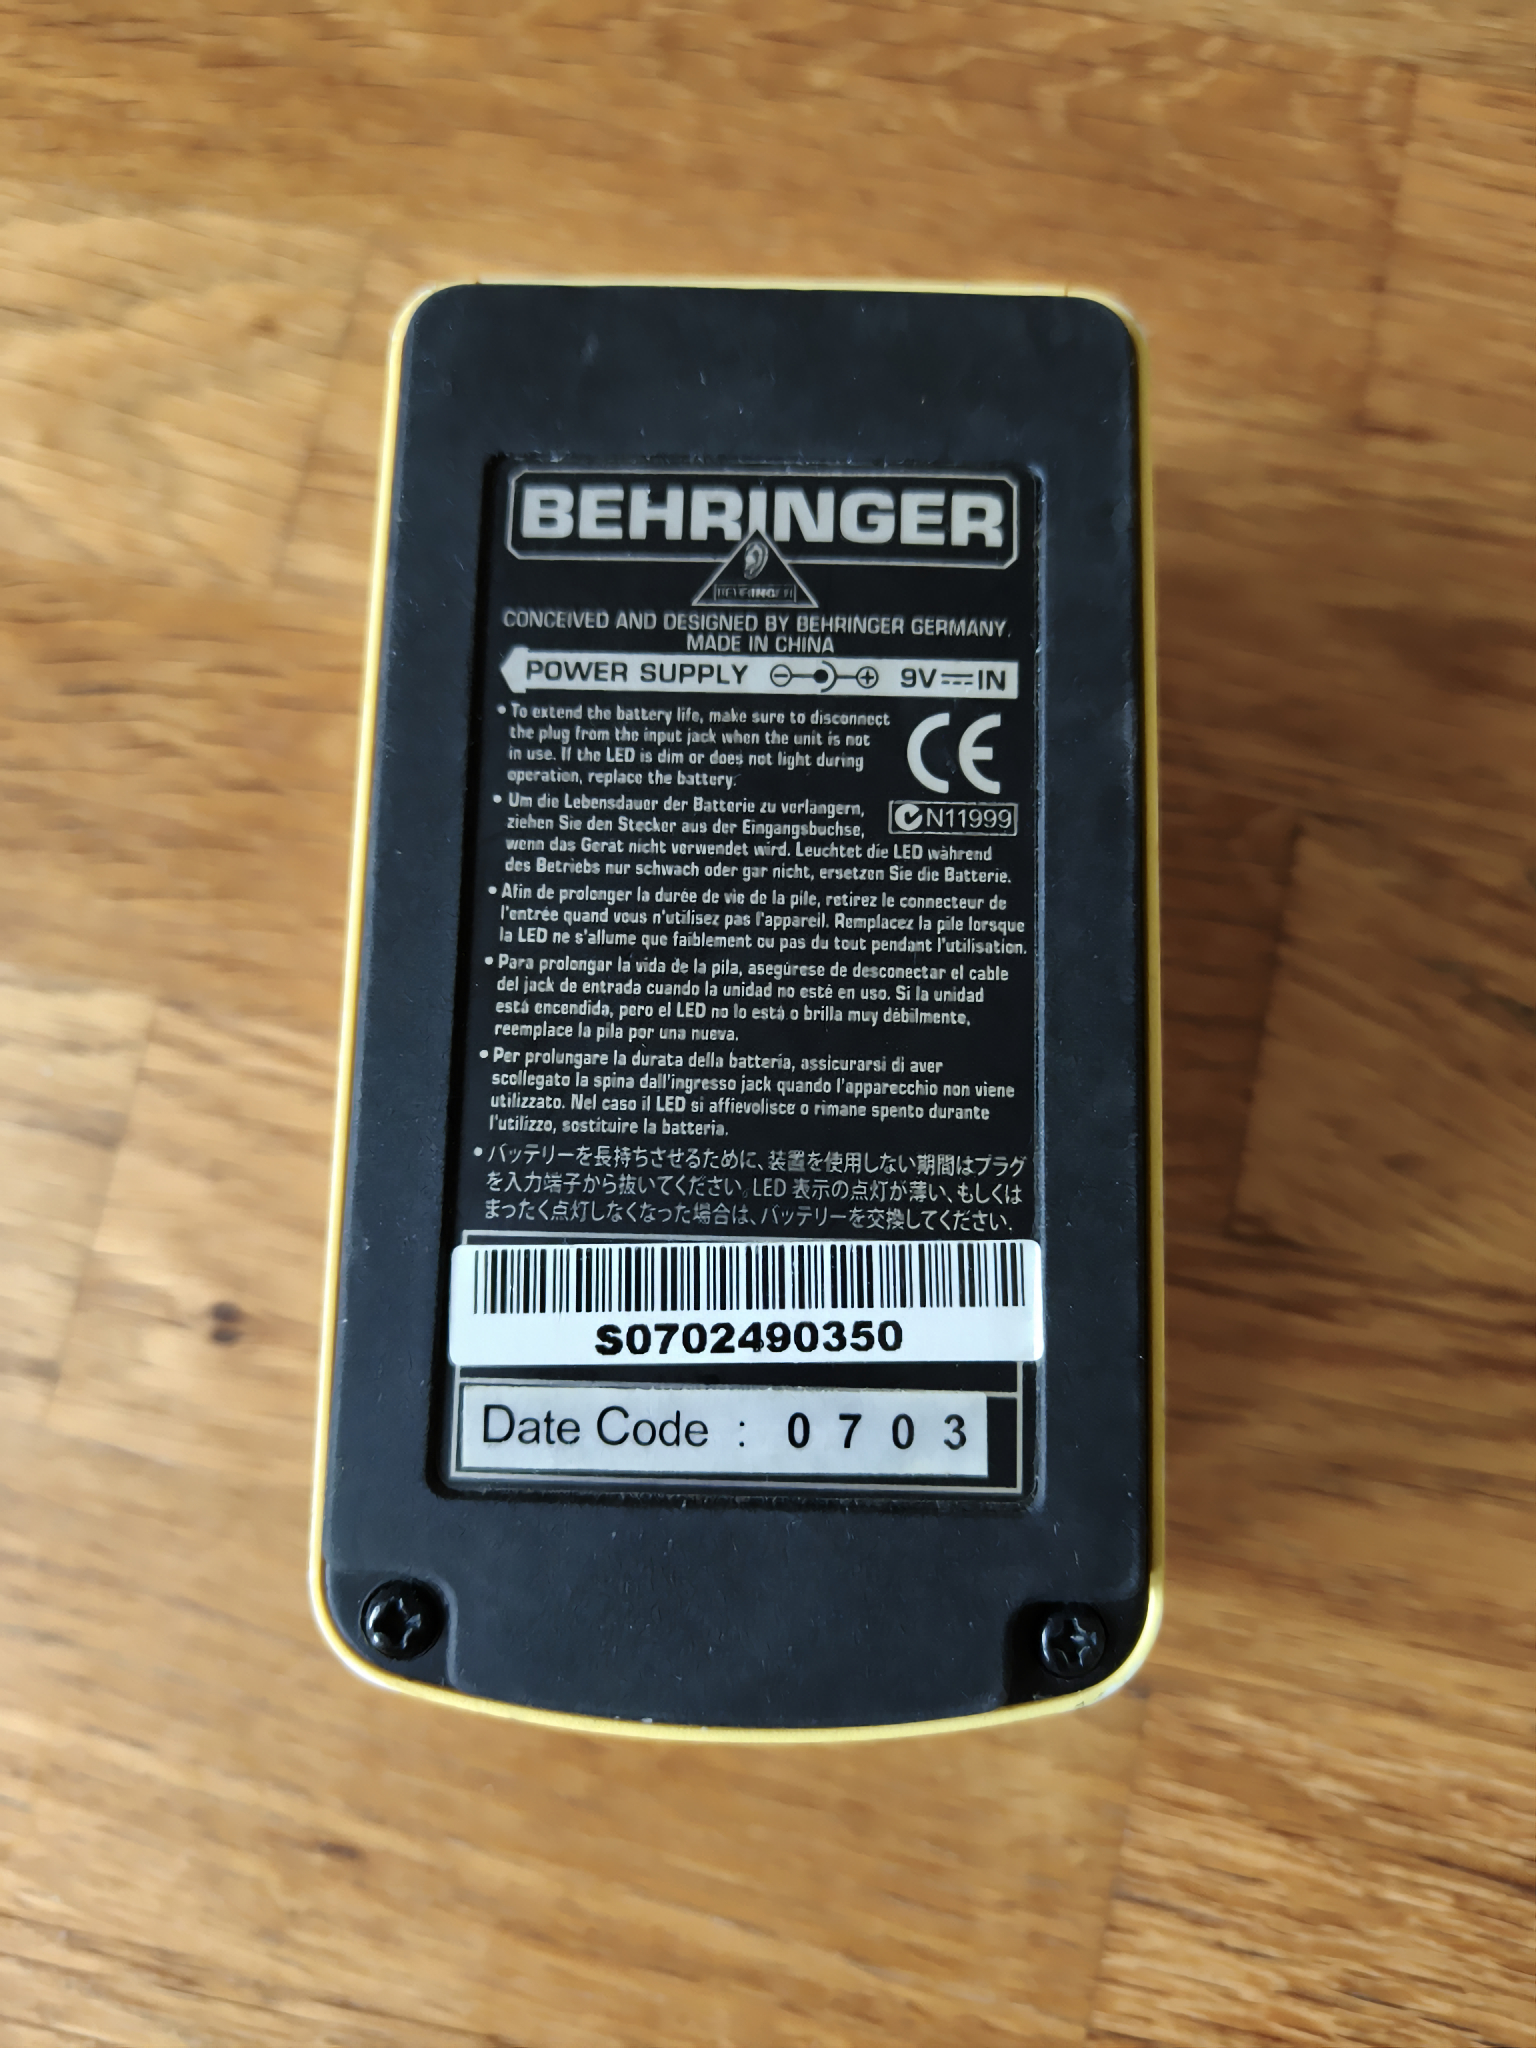 BEHRINGER
BEHRINGER
CONCEIVED AND DESIGNED BY BEHRINGER GERMANY.
MADE IN CHINA
POWER SUPPLY 9V IN
• To extend the battery life, make sure to disconnect
the plug from the input jack when the unit is not
in use. If the LED is dim or does not light during
operation, replace the battery.
CE
N11999
• Um die Lebensdauer der Batterie zu verlängern,
ziehen Sie den Stecker aus der Eingangsbuchse,
wenn das Gerät nicht verwendet wird. Leuchtet die LED während
des Betriebs nur schwach oder gar nicht, ersetzen Sie die Batterie.
• Afin de prolonger la durée de vie de la pile, retirez le connecteur de
l'entrée quand vous n'utilisez pas l'appareil. Remplacez la pile lorsque
la LED ne s'allume que faiblement ou pas du tout pendant l'utilisation.
• Para prolongar la vida de la pila, asegúrese de desconectar el cable
del jack de entrada cuando la unidad no esté en uso. Si la unidad
está encendida, pero el LED no lo está o brilla muy débilmente,
reemplace la pila por una nueva.
• Per prolungare la durata della batteria, assicurarsi di aver
scollegato la spina dall'ingresso jack quando l'apparecchio non viene
utilizzato. Nel caso il LED si affievolisce o rimane spento durante
l'utilizzo, sostituire la batteria.
• バッテリーを長持ちさせるために、装置を使用しない期間はプラグ
を入力端子から抜いてください。LED 表示の点灯が薄い、もしくは
まったく点灯しなくなった場合は、バッテリーを交換してください.
S0702490350
Date Code : 0 7 0 3